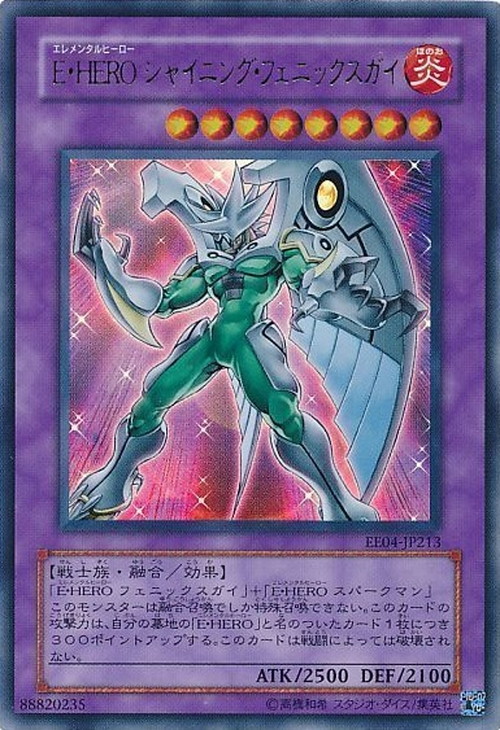 エレメンタルヒーロー
E・HERO シャイニング・フェニックスガイ
ほのお
炎
EE04-JP213
【戦士族・融合／効果】
「E・HERO フェニックスガイ」+「E・HERO スパークマン」
このモンスターは融合召喚でしか特殊召喚できない。このカードの
攻撃力は、自分の墓地の「E・HERO」と名のついたカード１枚につき
３００ポイントアップする。このカードは戦闘によっては破壊され
ない。
ATK/2500 DEF/2100
88820235
©高橋和希 スタジオ・ダイス/集英社